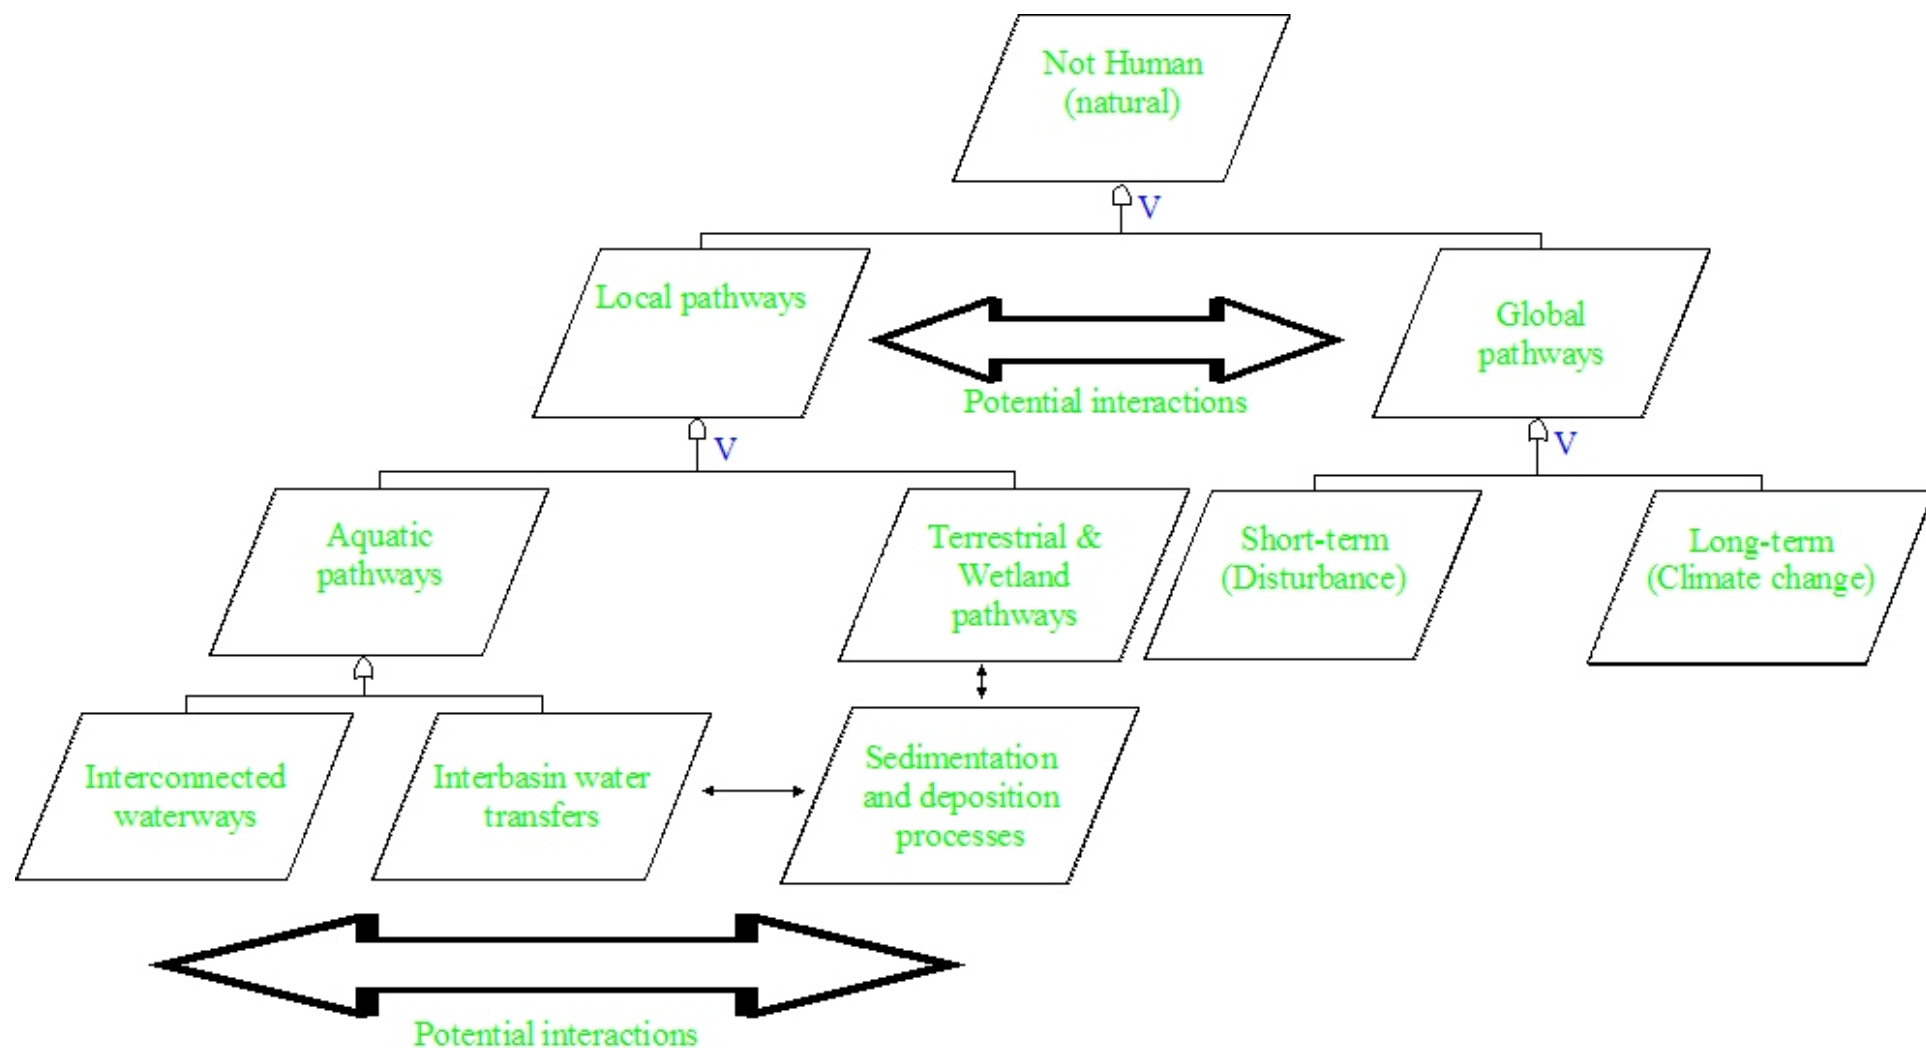 Not Human
(natural)
V
Local pathways
Global
pathways
Potential interactions
V
V
Aquatic
pathways
Terrestrial &
Wetland
pathways
Short-term
(Disturbance)
Long-term
(Climate change)
Interconnected
waterways
Interbasin water
transfers
Sedimentation
and deposition
processes
Potential interactions